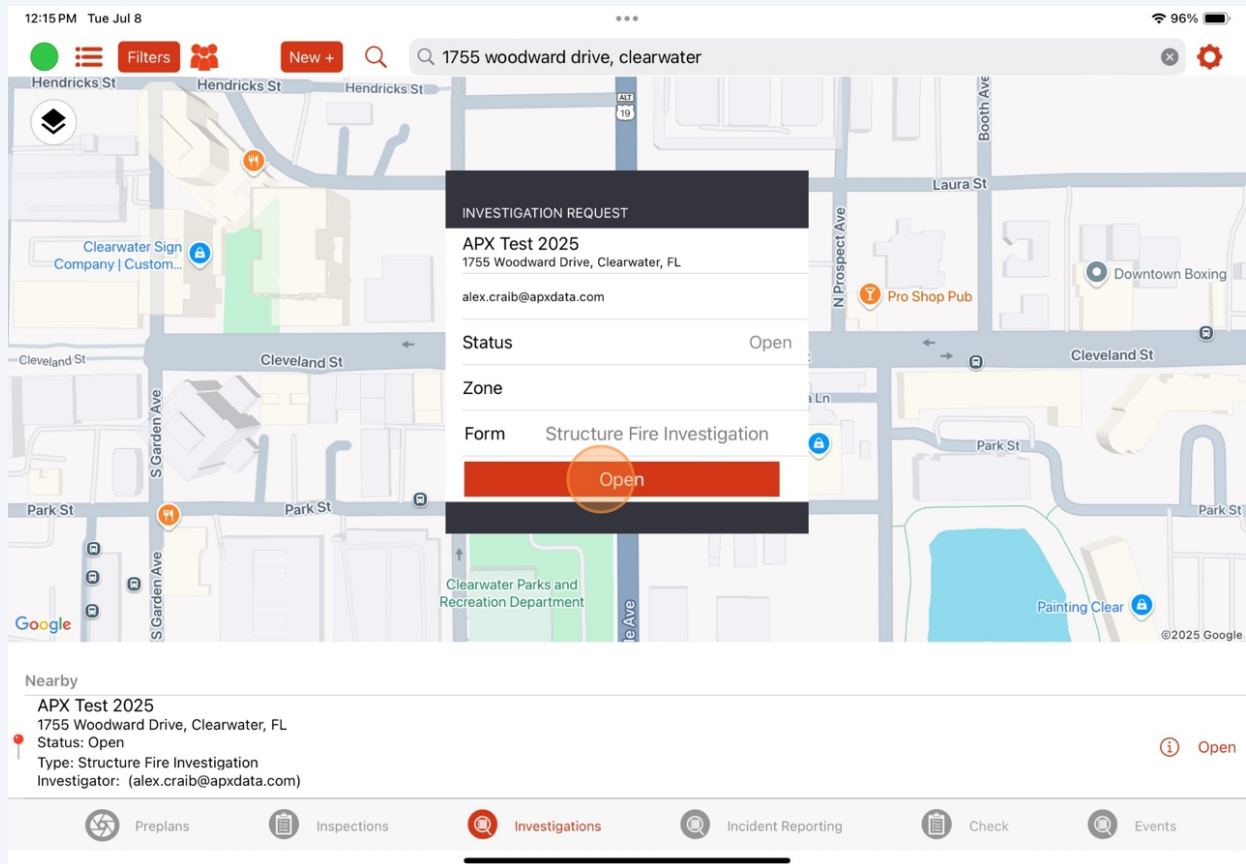 12:15 PM Tue Jul 8
96%
Filters
New +
1755 woodward drive, clearwater
Hendricks St
Hendricks St
Hendricks St
ALT
19
Booth Ave
Laura St
INVESTIGATION REQUEST
APX Test 2025
1755 Woodward Drive, Clearwater, FL
alex.craib@apxdata.com
Status Open
Zone
Form Structure Fire Investigation
Open
Clearwater Sign
Company | Custom...
N Prospect Ave
Pro Shop Pub
Downtown Boxing
Cleveland St
Cleveland St
Cleveland St
S Garden Ave
Park St
Park St
Park St
Park St
S Garden Ave
Clearwater Parks and
Recreation Department
Painting Clear
Google
©2025 Google
Nearby
APX Test 2025
1755 Woodward Drive, Clearwater, FL
Status: Open
Type: Structure Fire Investigation
Investigator: (alex.craib@apxdata.com)
Open
Preplans
Inspections
Investigations
Incident Reporting
Check
Events